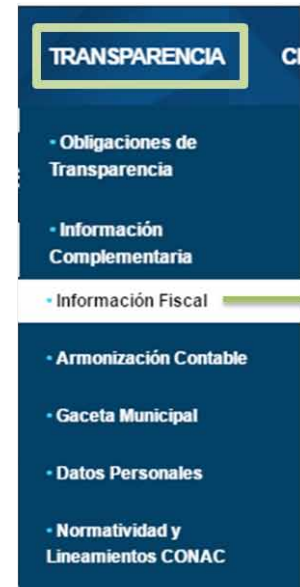 TRANSPARENCIA
• Obligaciones de
Transparencia
• Información
Complementaria
• Información Fiscal
• Armonización Contable
• Gaceta Municipal
• Datos Personales
• Normatividad y
Lineamientos CONAC